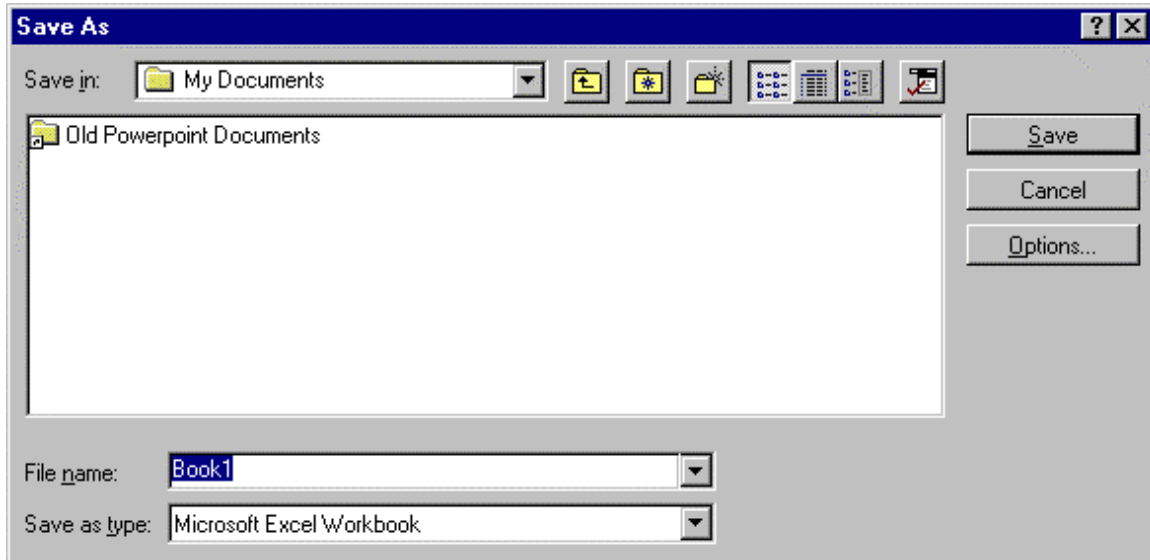 Save As
Save in: My Documents
Old Powerpoint Documents
Save
Cancel
Options...
File name: Book1
Save as type: Microsoft Excel Workbook